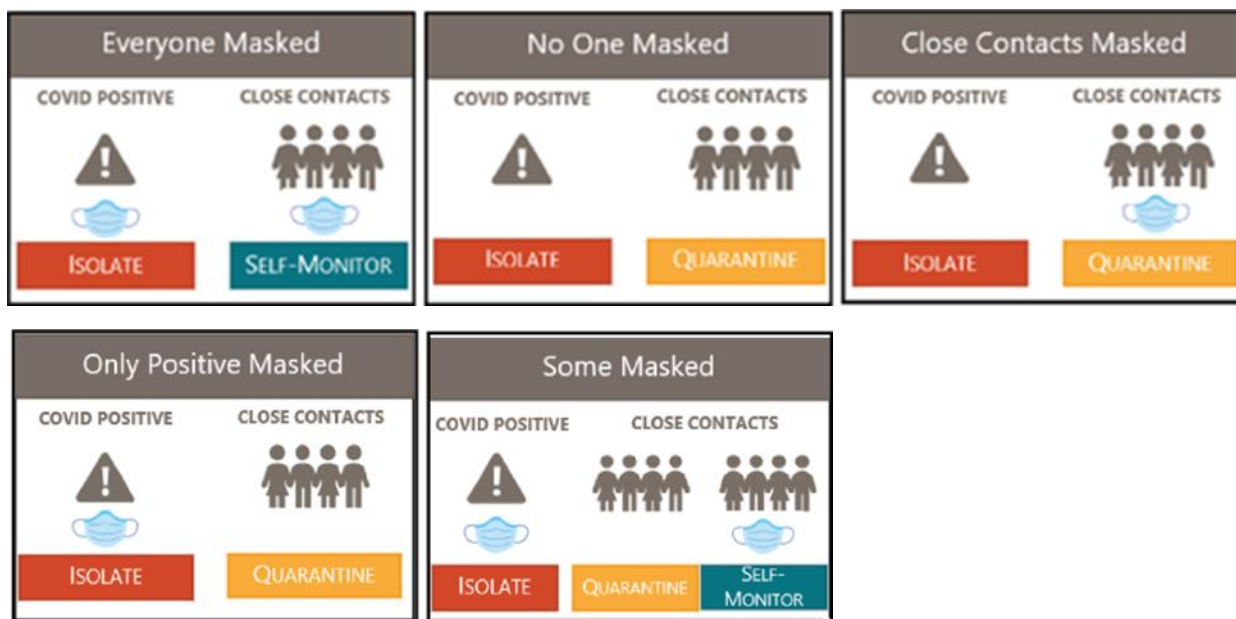 Everyone Masked
COVID POSITIVE CLOSE CONTACTS
ISOLATE SELF-MONITOR
No One Masked
COVID POSITIVE CLOSE CONTACTS
ISOLATE QUARANTINE
Close Contacts Masked
COVID POSITIVE CLOSE CONTACTS
ISOLATE QUARANTINE
Only Positive Masked
COVID POSITIVE CLOSE CONTACTS
ISOLATE QUARANTINE
Some Masked
COVID POSITIVE CLOSE CONTACTS
ISOLATE QUARANTINE SELF-
MONITOR